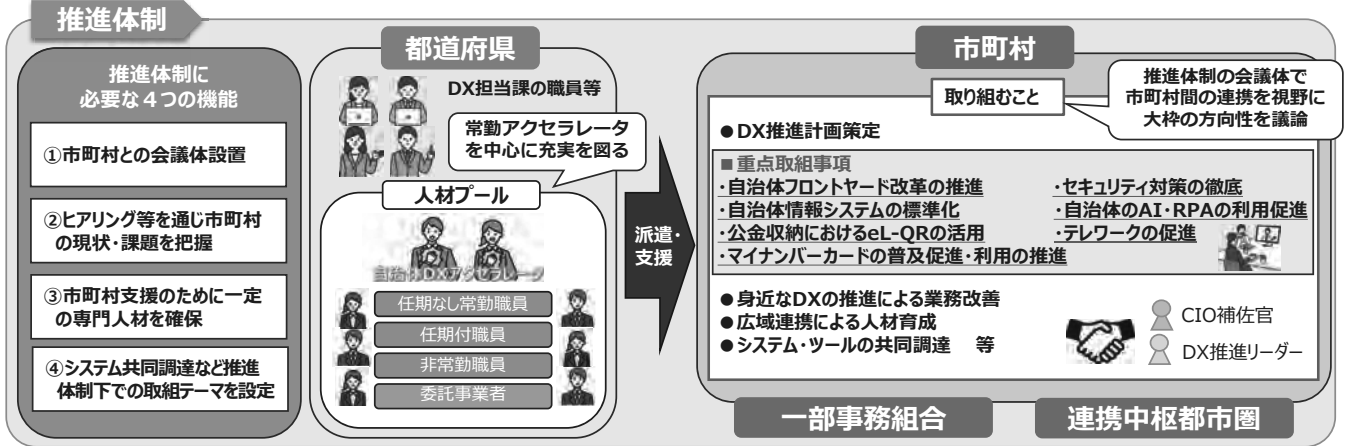 推進体制
推進体制に
必要な４つの機能
①市町村との会議体設置
②ヒアリング等を通じ市町村
の現状・課題を把握
③市町村支援のために一定
の専門人材を確保
④システム共同調達など推進
体制下での取組テーマを設定
都道府県
DX担当課の職員等
常勤アクセラレータ
を中心に充実を図る
人材プール
自治体DXアクセラレータ
任期なし常勤職員
任期付職員
非常勤職員
委託事業者
派遣・
支援
市町村
取り組むこと
推進体制の会議体で
市町村間の連携を視野に
大枠の方向性を議論
●DX推進計画策定
■重点取組事項
・自治体フロントヤード改革の推進
・自治体情報システムの標準化
・公金収納におけるeL-QRの活用
・マイナンバーカードの普及促進・利用の推進
・セキュリティ対策の徹底
・自治体のAI・RPAの利用促進
・テレワークの促進
●身近なDXの推進による業務改善
●広域連携による人材育成
●システム・ツールの共同調達　等
CIO補佐官
DX推進リーダー
一部事務組合
連携中枢都市圏